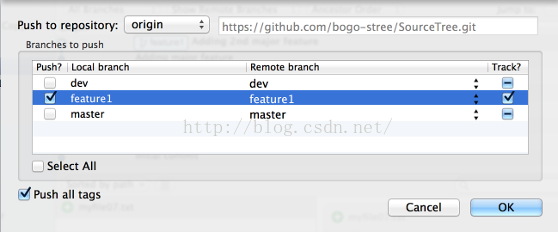 Push to repository: origin https://github.com/bogo-stree/SourceTree.git
Branches to push
Push? Local branch Remote branch Track?
dev dev
feature1 feature1
master master
http://blog.csdn.net/
Select All
Push all tags
Cancel OK